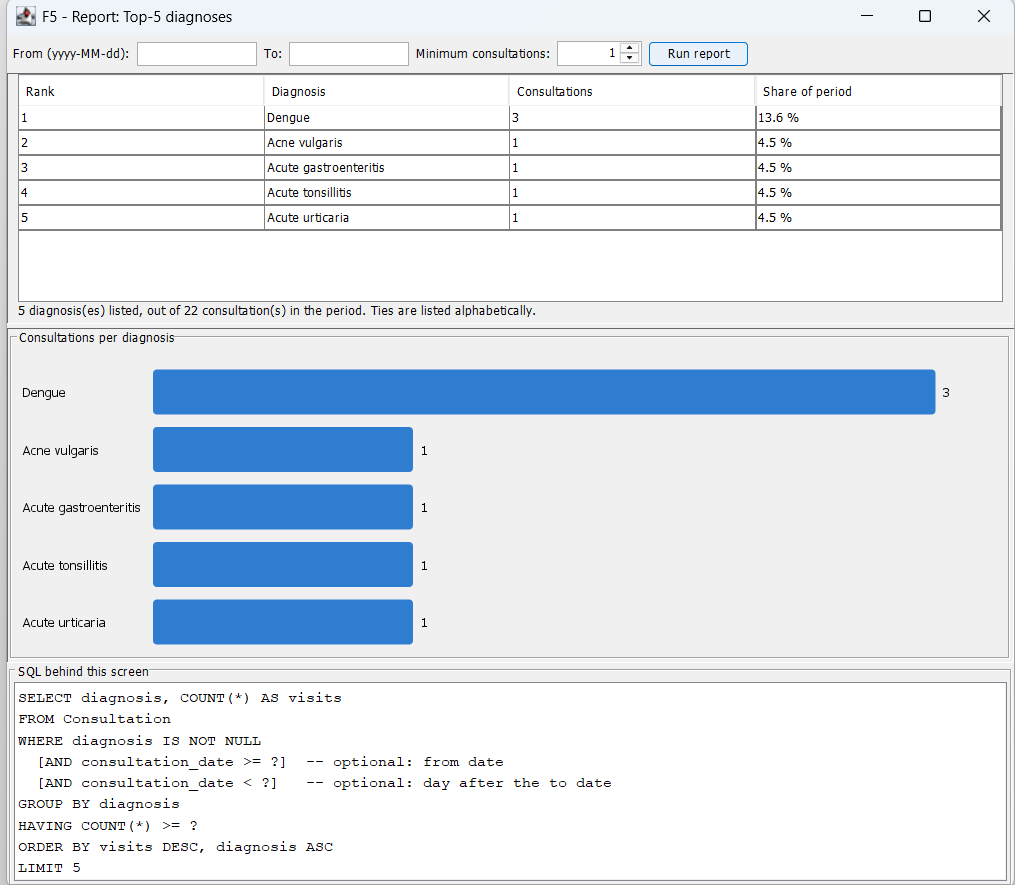 F5 - Report: Top-5 diagnoses
From (yyyy-MM-dd): To: Minimum consultations: 1 Run report
Rank Diagnosis Consultations Share of period
1 Dengue 3 13.6 %
2 Acne vulgaris 1 4.5 %
3 Acute gastroenteritis 1 4.5 %
4 Acute tonsillitis 1 4.5 %
5 Acute urticaria 1 4.5 %
5 diagnosis(es) listed, out of 22 consultation(s) in the period. Ties are listed alphabetically.
Consultations per diagnosis
Dengue 3
Acne vulgaris 1
Acute gastroenteritis 1
Acute tonsillitis 1
Acute urticaria 1
SQL behind this screen
SELECT diagnosis, COUNT(*) AS visits
FROM Consultation
WHERE diagnosis IS NOT NULL
[AND consultation_date >= ?] -- optional: from date
[AND consultation_date < ?] -- optional: day after the to date
GROUP BY diagnosis
HAVING COUNT(*) >= ?
ORDER BY visits DESC, diagnosis ASC
LIMIT 5